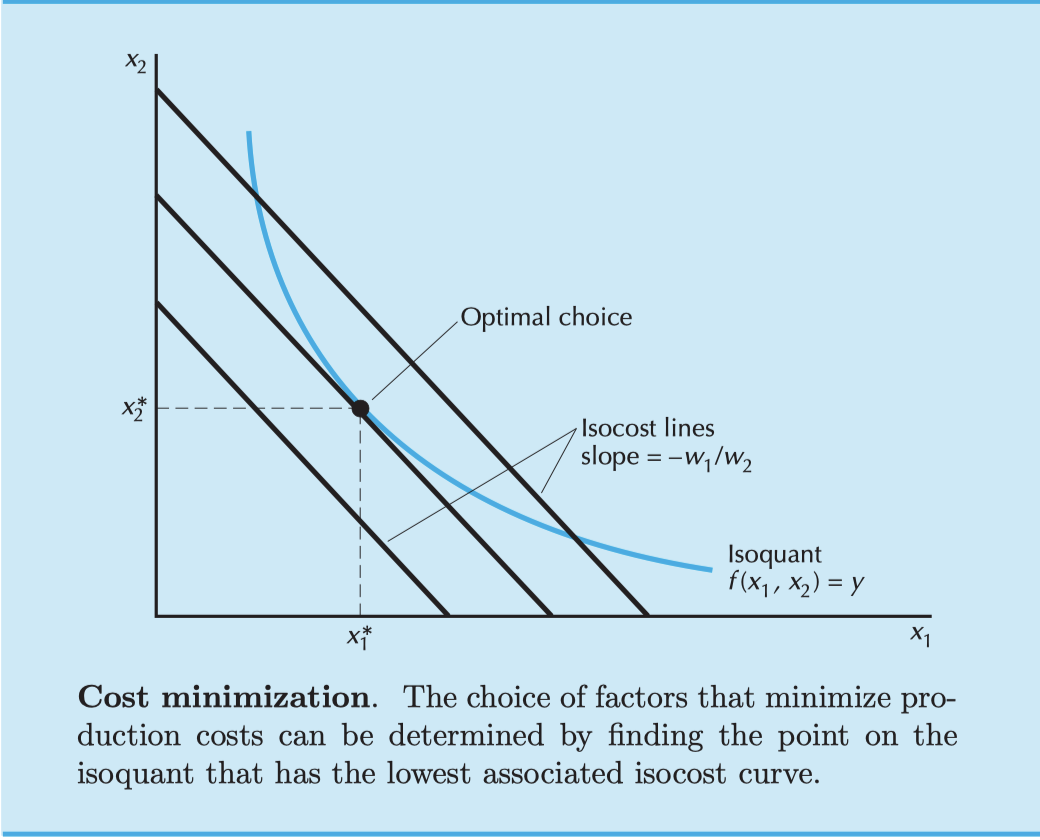 x₂
Optimal choice
x₂*
Isocost lines
slope = –w₁/w₂
Isoquant
f(x₁, x₂) = y
x₁*
x₁
Cost minimization. The choice of factors that minimize pro-
duction costs can be determined by finding the point on the
isoquant that has the lowest associated isocost curve.